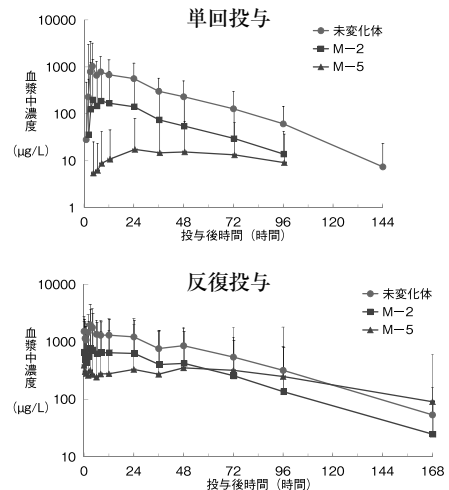 単回投与
10000
1000
100
10
1
血漿中濃度
(μg/L)
未変化体
M－2
M－5
0 24 48 72 96 120 144
投与後時間（時間）
反復投与
10000
1000
100
10
血漿中濃度
(μg/L)
未変化体
M－2
M－5
0 24 48 72 96 120 144 168
投与後時間（時間）